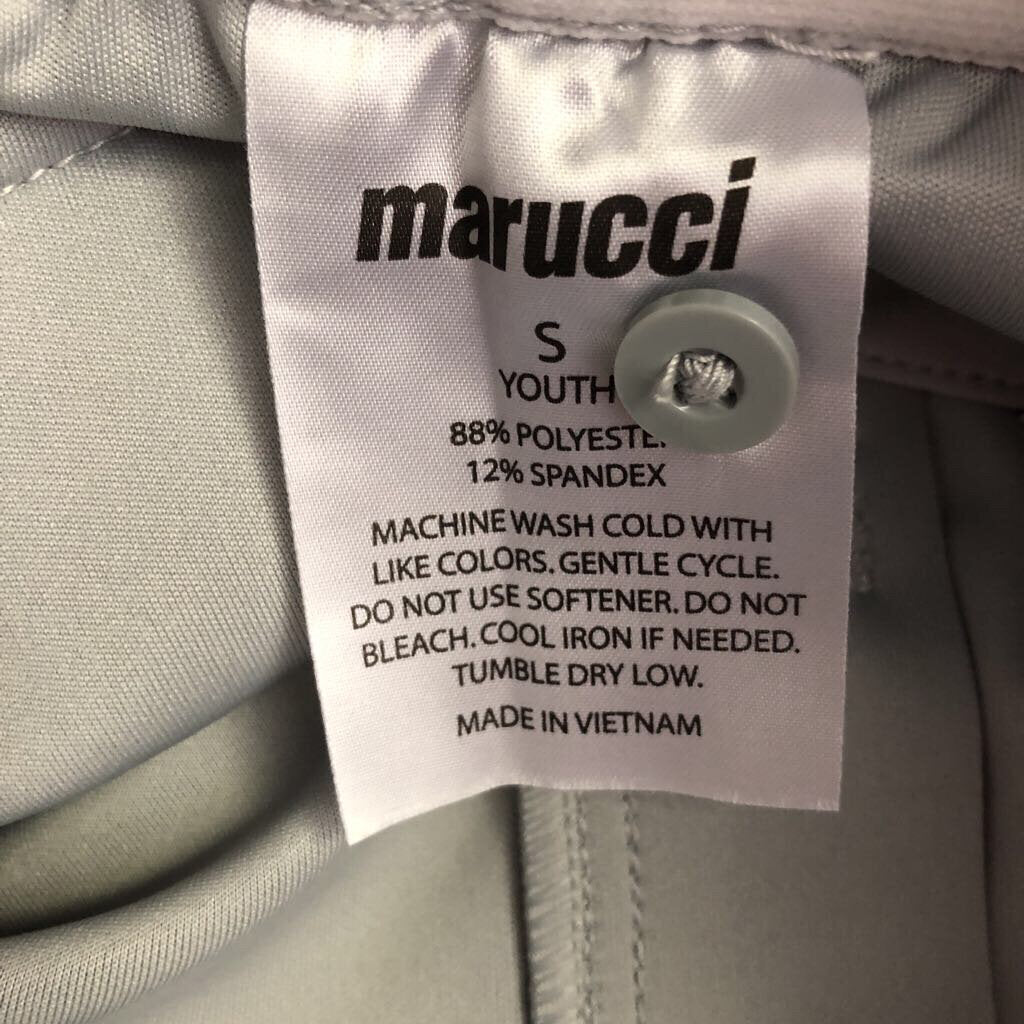 marucci
S
YOUTH
88% POLYESTE
12% SPANDEX
MACHINE WASH COLD WITH
LIKE COLORS. GENTLE CYCLE.
DO NOT USE SOFTENER. DO NOT
BLEACH. COOL IRON IF NEEDED.
TUMBLE DRY LOW.
MADE IN VIETNAM